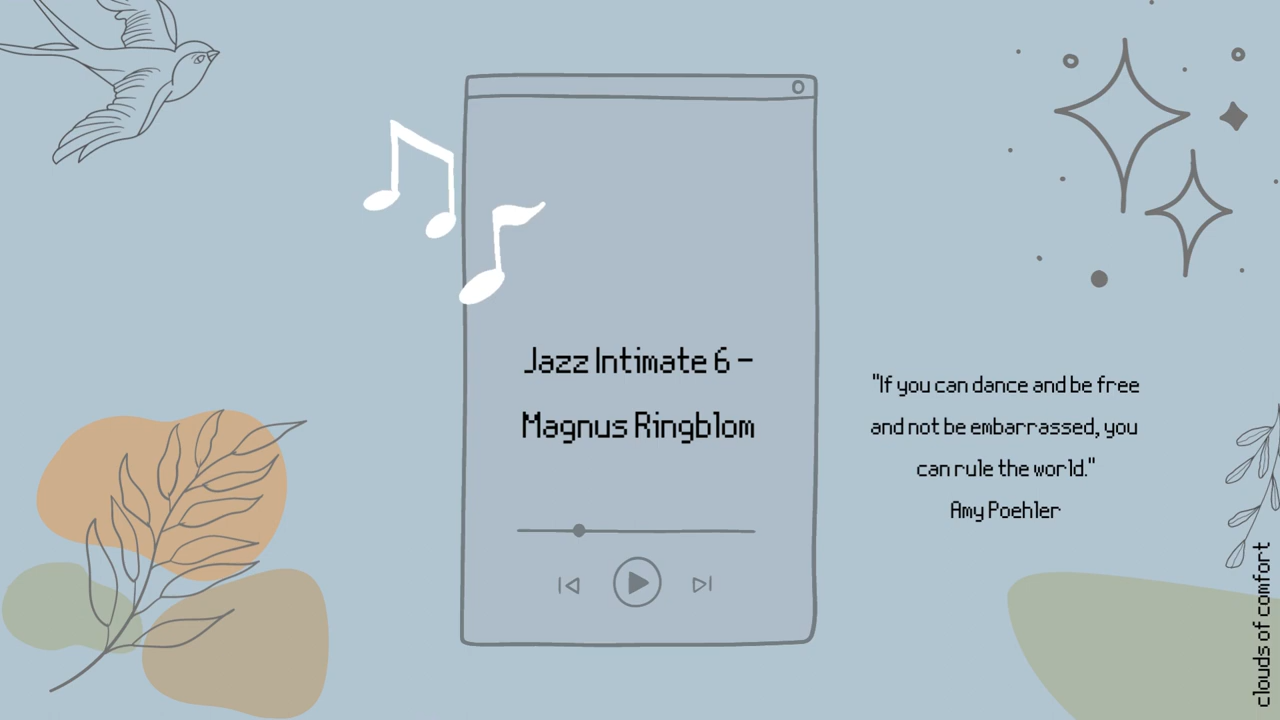 Jazz Intimate 6 -
Magnus Ringblom
"If you can dance and be free
and not be embarrassed, you
can rule the world."
Amy Poehler
clouds of comfort